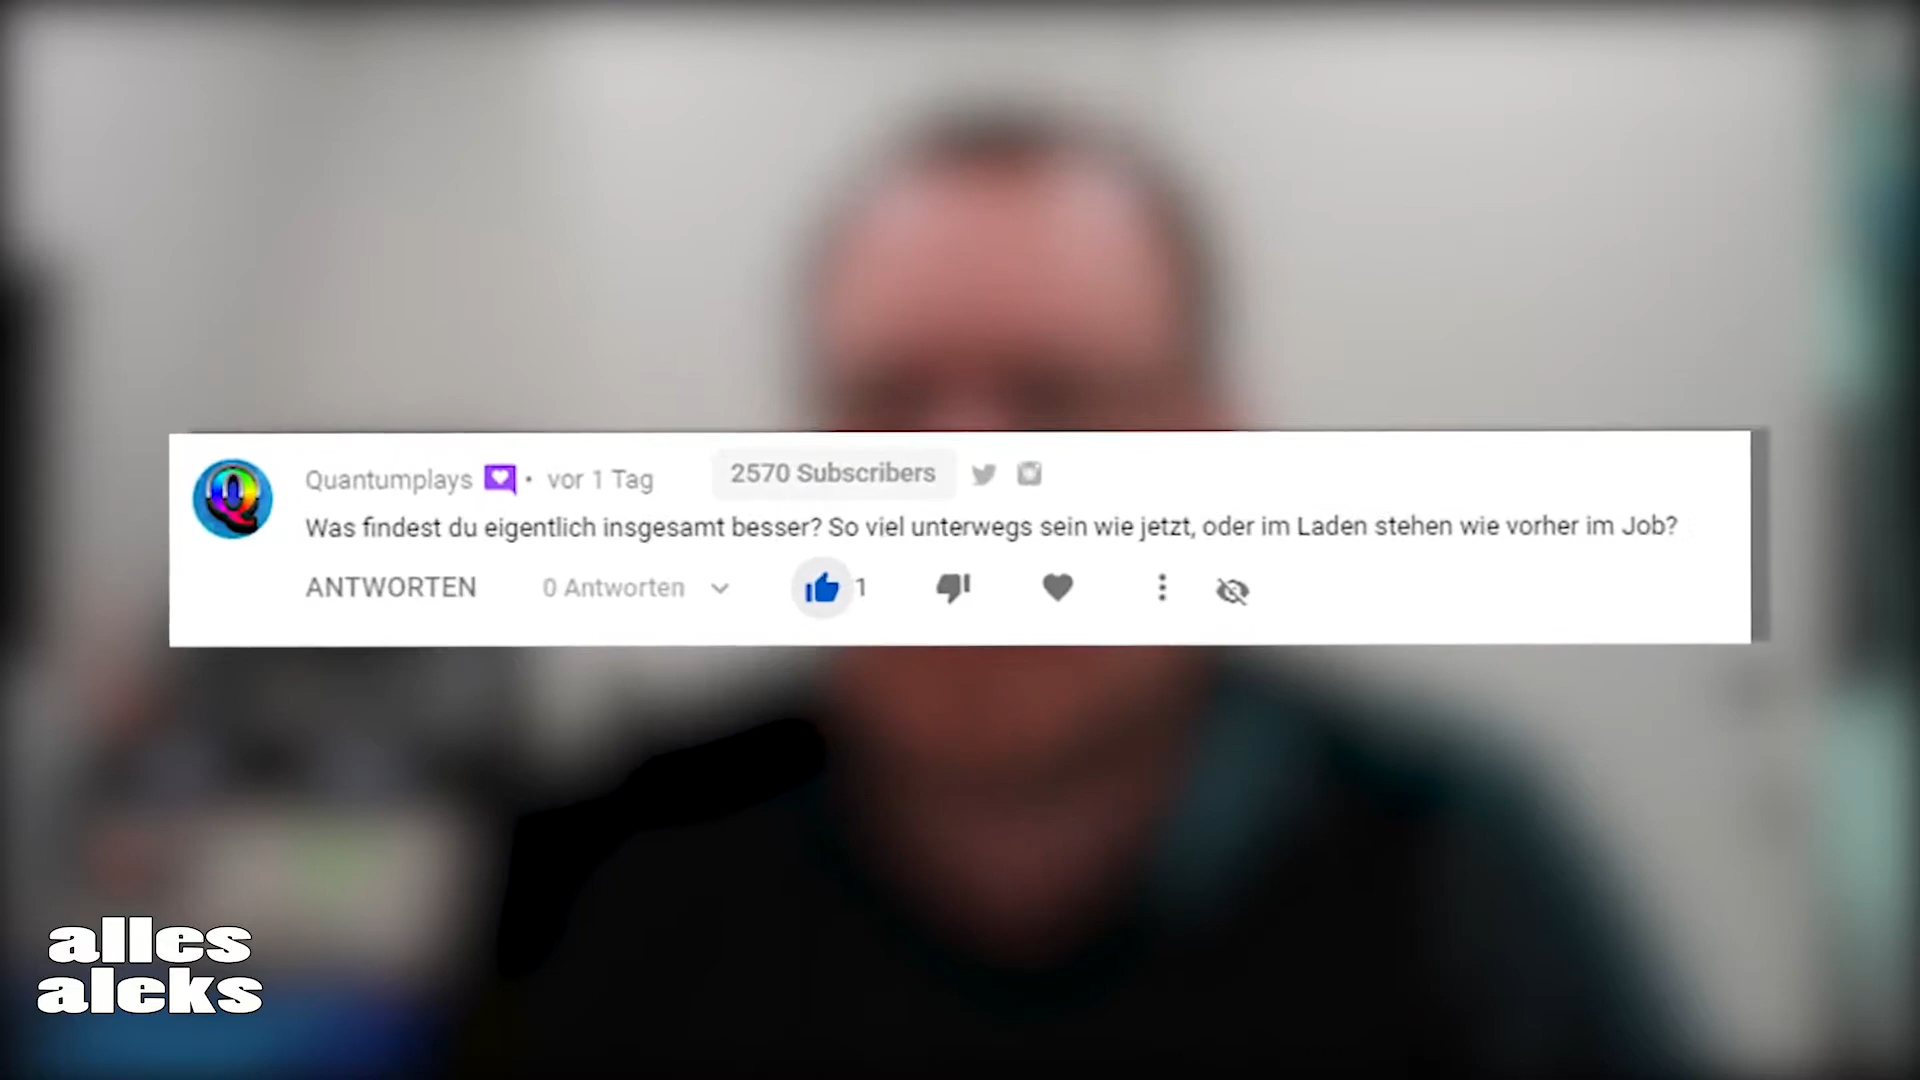 Quantumplays • vor 1 Tag 2570 Subscribers
Was findest du eigentlich insgesamt besser? So viel unterwegs sein wie jetzt, oder im Laden stehen wie vorher im Job?
ANTWORTEN 0 Antworten 1
alles
aleks